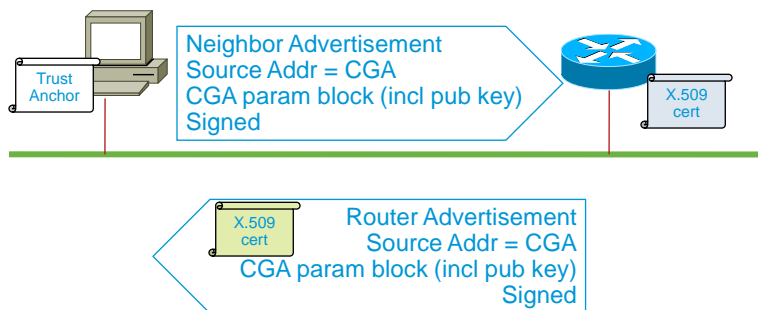 Neighbor Advertisement
Source Addr = CGA
CGA param block (incl pub key)
Signed
Trust
Anchor
X.509
cert
X.509
cert
Router Advertisement
Source Addr = CGA
CGA param block (incl pub key)
Signed